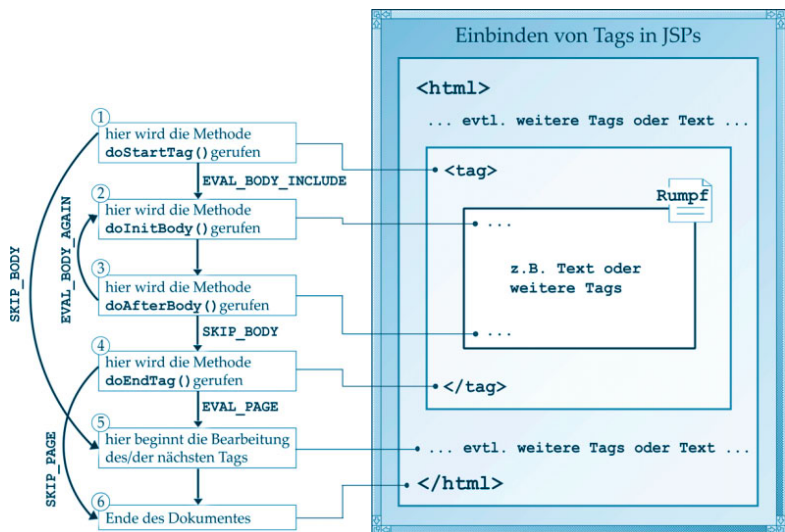 Einbinden von Tags in JSPs
<html>
... evtl. weitere Tags oder Text ...
<tag>
Rumpf
...
z.B. Text oder
weitere Tags
...
</tag>
... evtl. weitere Tags oder Text ...
</html>
1
hier wird die Methode
doStartTag() gerufen
EVAL_BODY_INCLUDE
2
hier wird die Methode
doInitBody() gerufen
3
hier wird die Methode
doAfterBody() gerufen
SKIP_BODY
4
hier wird die Methode
doEndTag() gerufen
EVAL_PAGE
5
hier beginnt die Bearbeitung
des/der nächsten Tags
6
Ende des Dokumentes
SKIP_BODY
EVAL_BODY_AGAIN
SKIP_PAGE